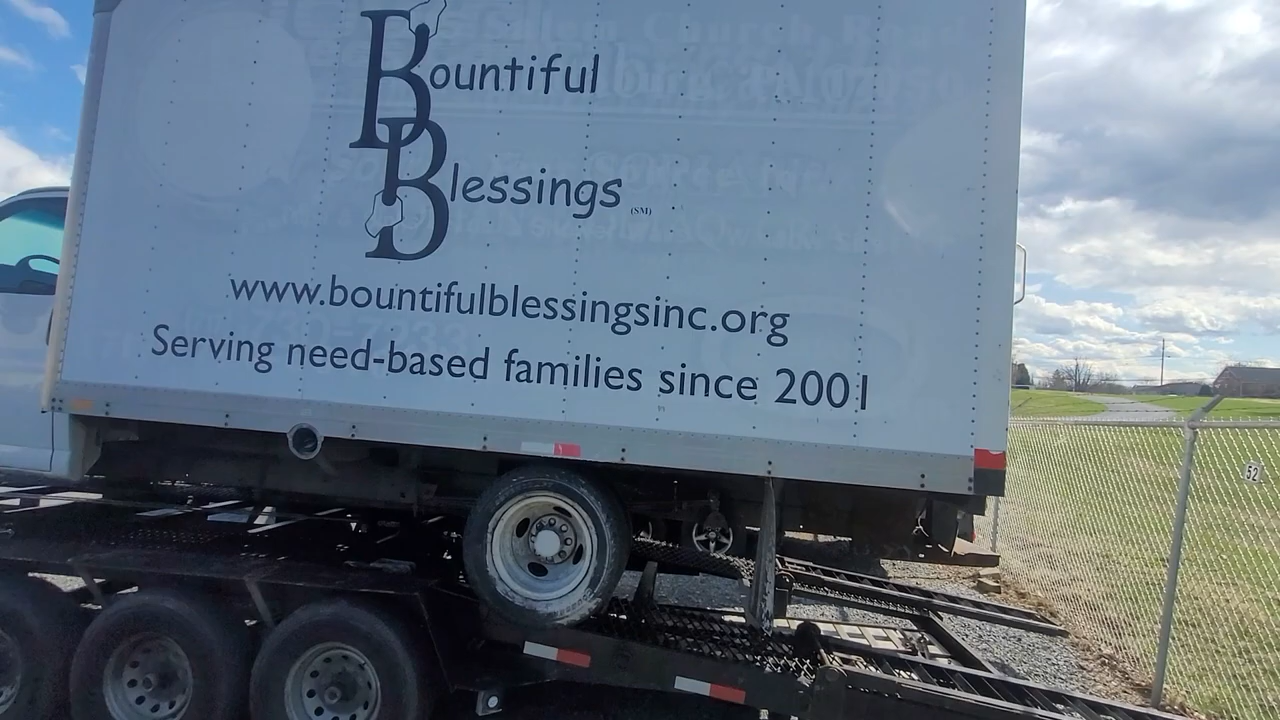 Bountiful
Blessings (SM)
www.bountifulblessingsinc.org
Serving need-based families since 2001
52